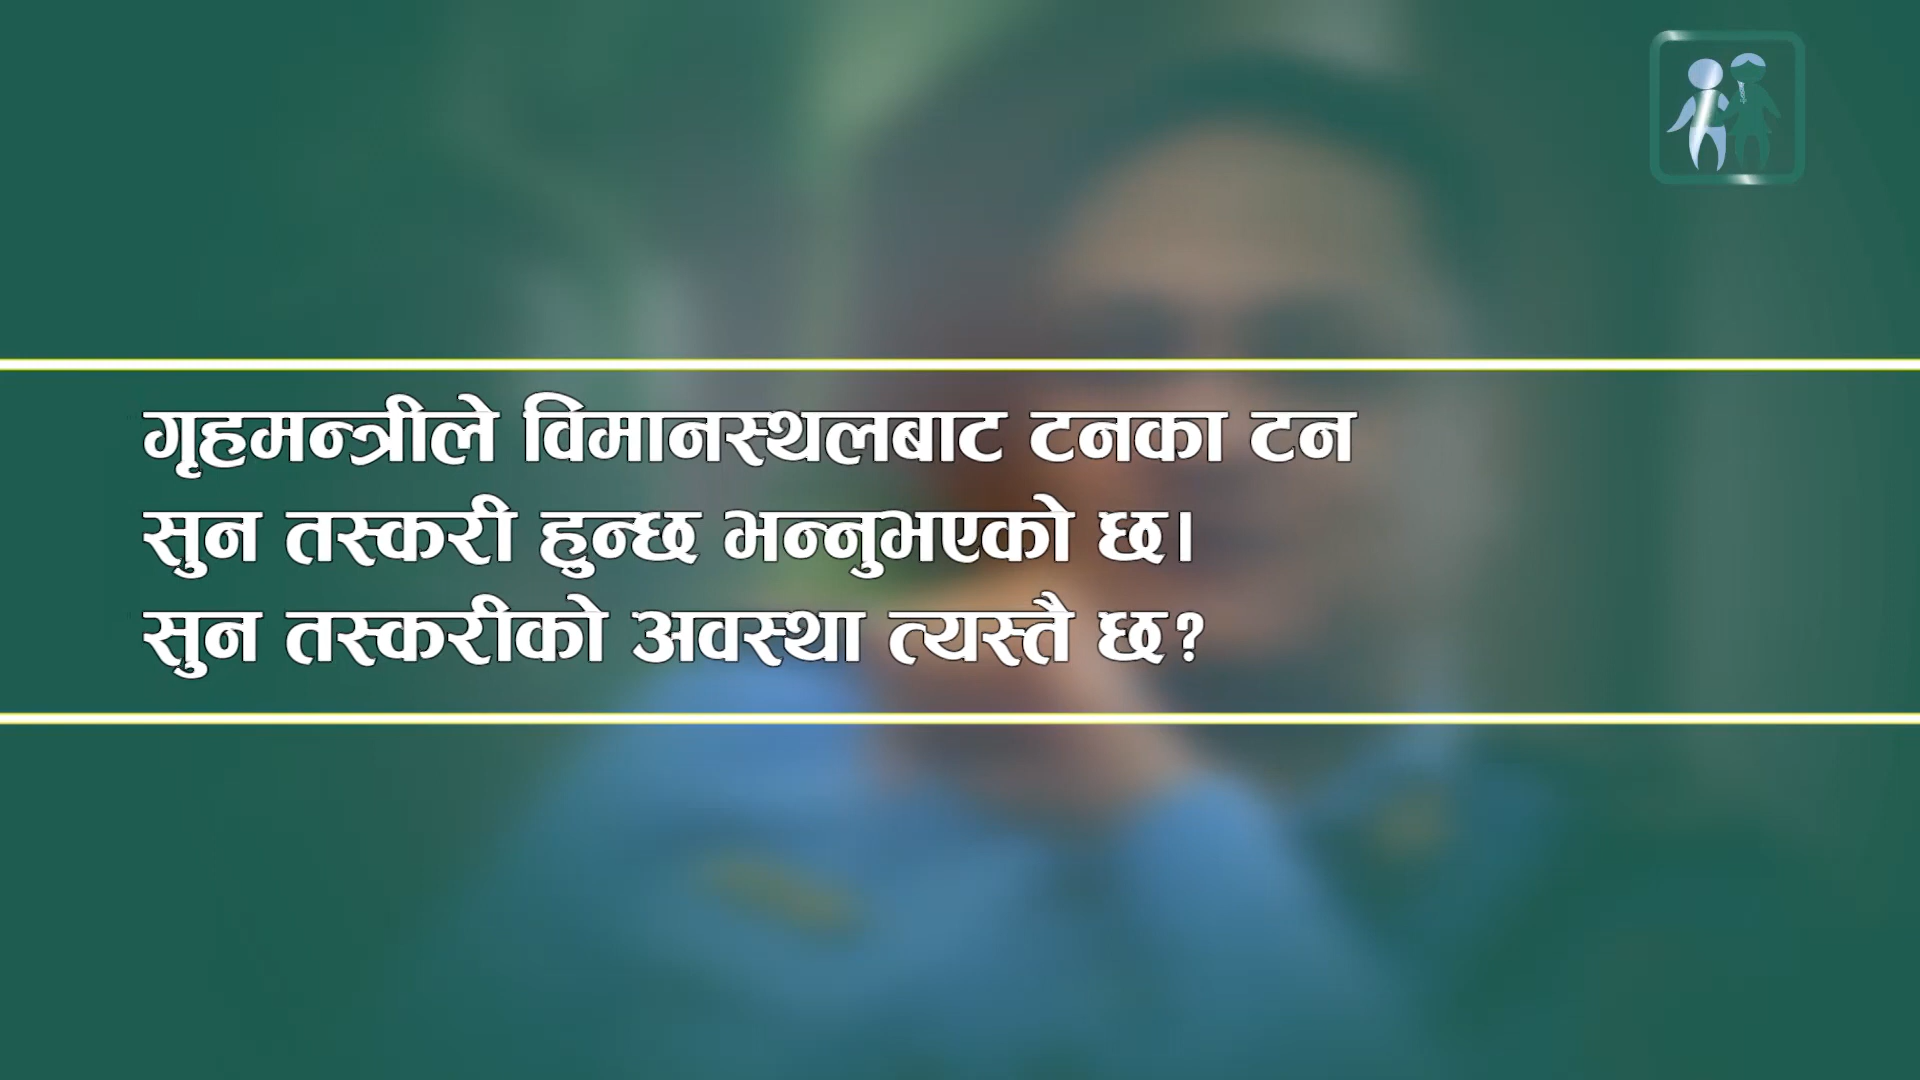 गृहमन्त्रीले विमानस्थलबाट टनका टन
सुन तस्करी हुन्छ भन्नुभएको छ।
सुन तस्करीको अवस्था त्यस्तै छ?